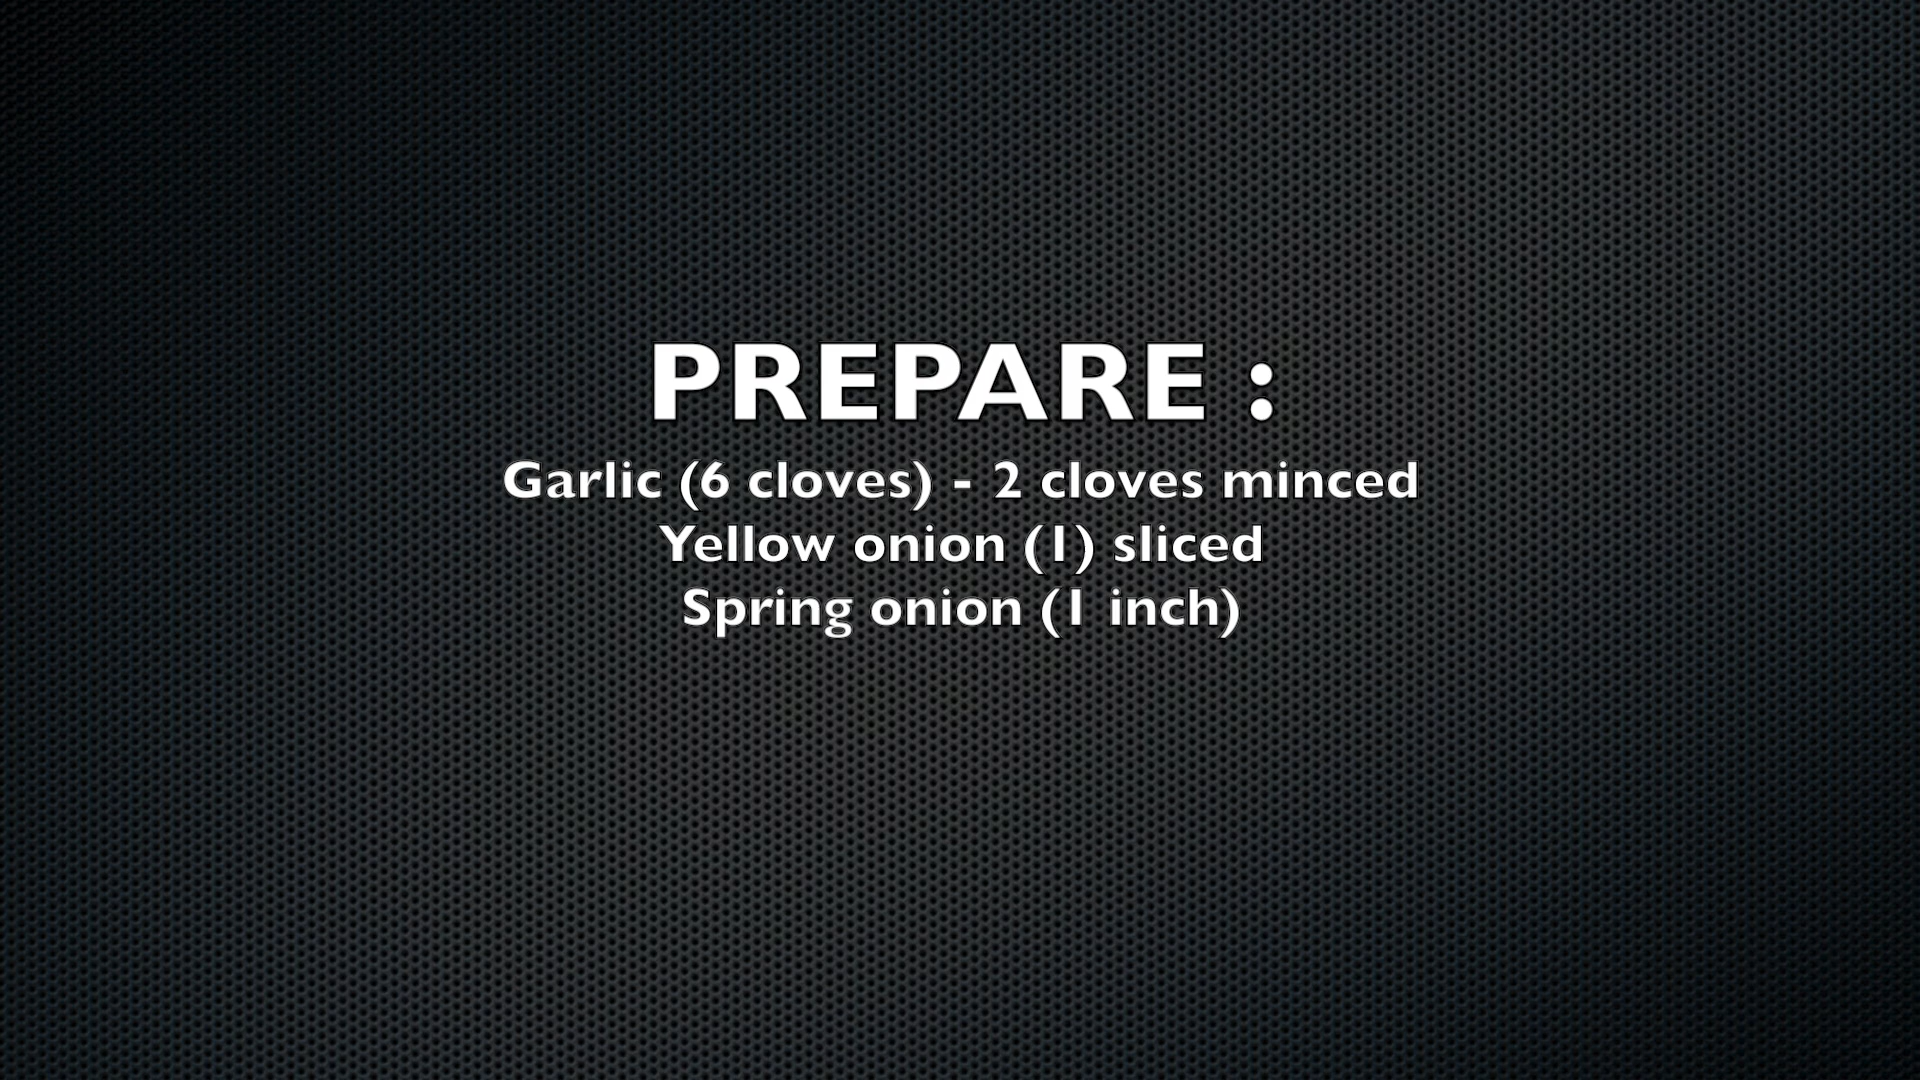 PREPARE :
Garlic (6 cloves) - 2 cloves minced
Yellow onion (1) sliced
Spring onion (1 inch)